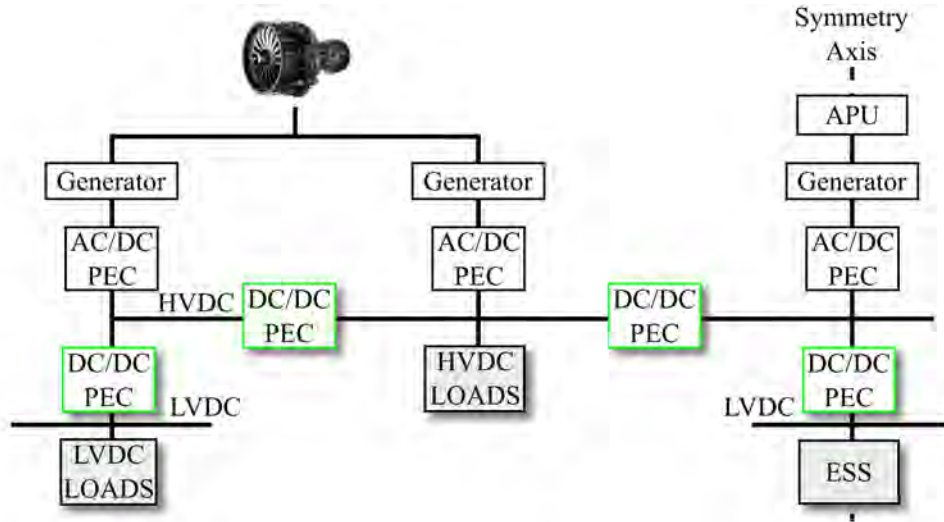 Symmetry
Axis
APU
Generator
Generator
Generator
AC/DC
PEC
AC/DC
PEC
AC/DC
PEC
HVDC
DC/DC
PEC
DC/DC
PEC
DC/DC
PEC
HVDC
LOADS
DC/DC
PEC
LVDC
LVDC
LVDC
LOADS
ESS